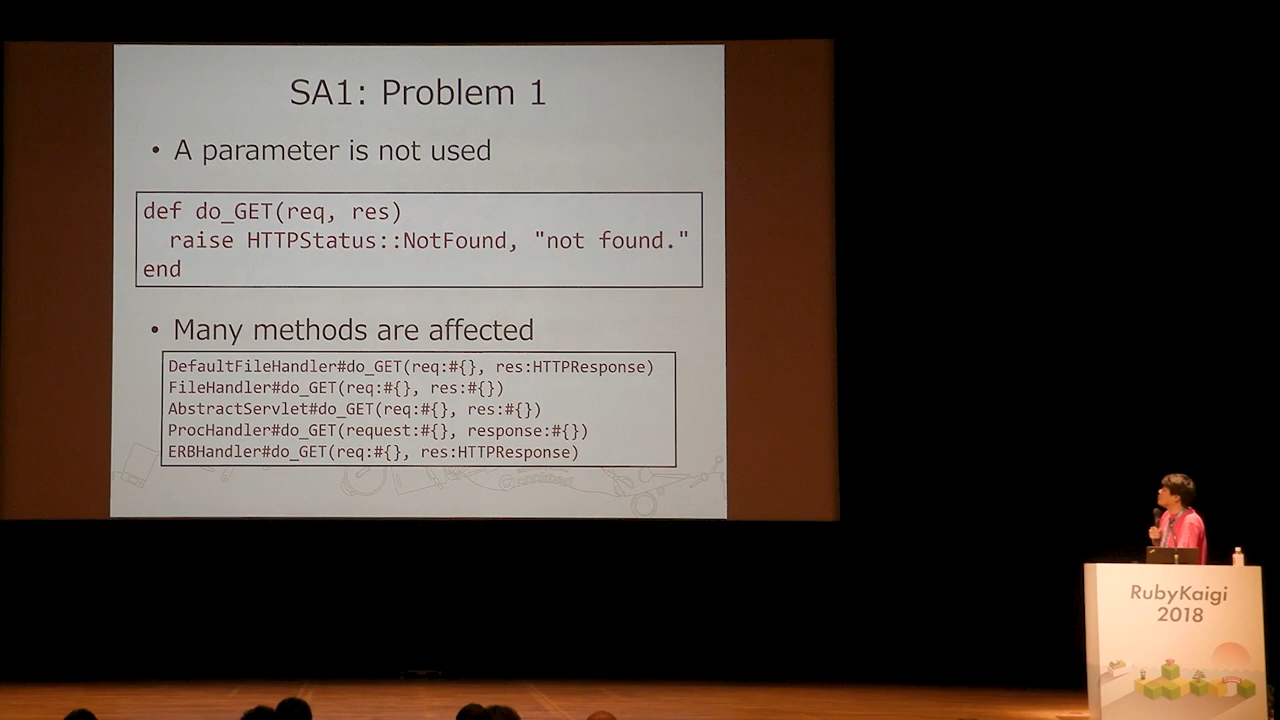 SA1: Problem 1
• A parameter is not used
def do_GET(req, res)
  raise HTTPStatus::NotFound, "not found."
end
• Many methods are affected
DefaultFileHandler#do_GET(req:#{}, res:HTTPResponse)
FileHandler#do_GET(req:#{}, res:#{})
AbstractServlet#do_GET(req:#{}, res:#{})
ProcHandler#do_GET(request:#{}, response:#{})
ERBHandler#do_GET(req:#{}, res:HTTPResponse)
RubyKaigi
2018